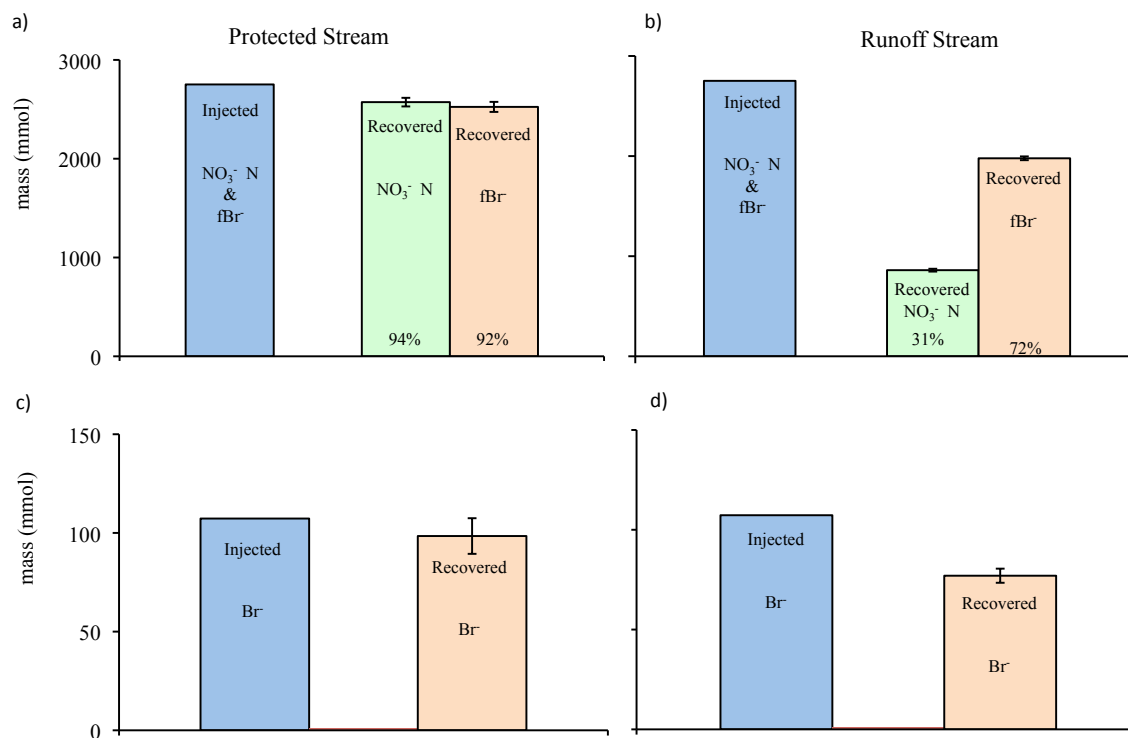 a)
Protected Stream
mass (mmol)
3000
2000
1000
0
Injected
NO₃⁻ N
&
fBr⁻
Recovered
NO₃⁻ N
94%
Recovered
fBr⁻
92%
b)
Runoff Stream
Injected
NO₃⁻ N
&
fBr⁻
Recovered
NO₃⁻ N
31%
Recovered
fBr⁻
72%
c)
mass (mmol)
150
100
50
0
Injected
Br⁻
Recovered
Br⁻
d)
Injected
Br⁻
Recovered
Br⁻